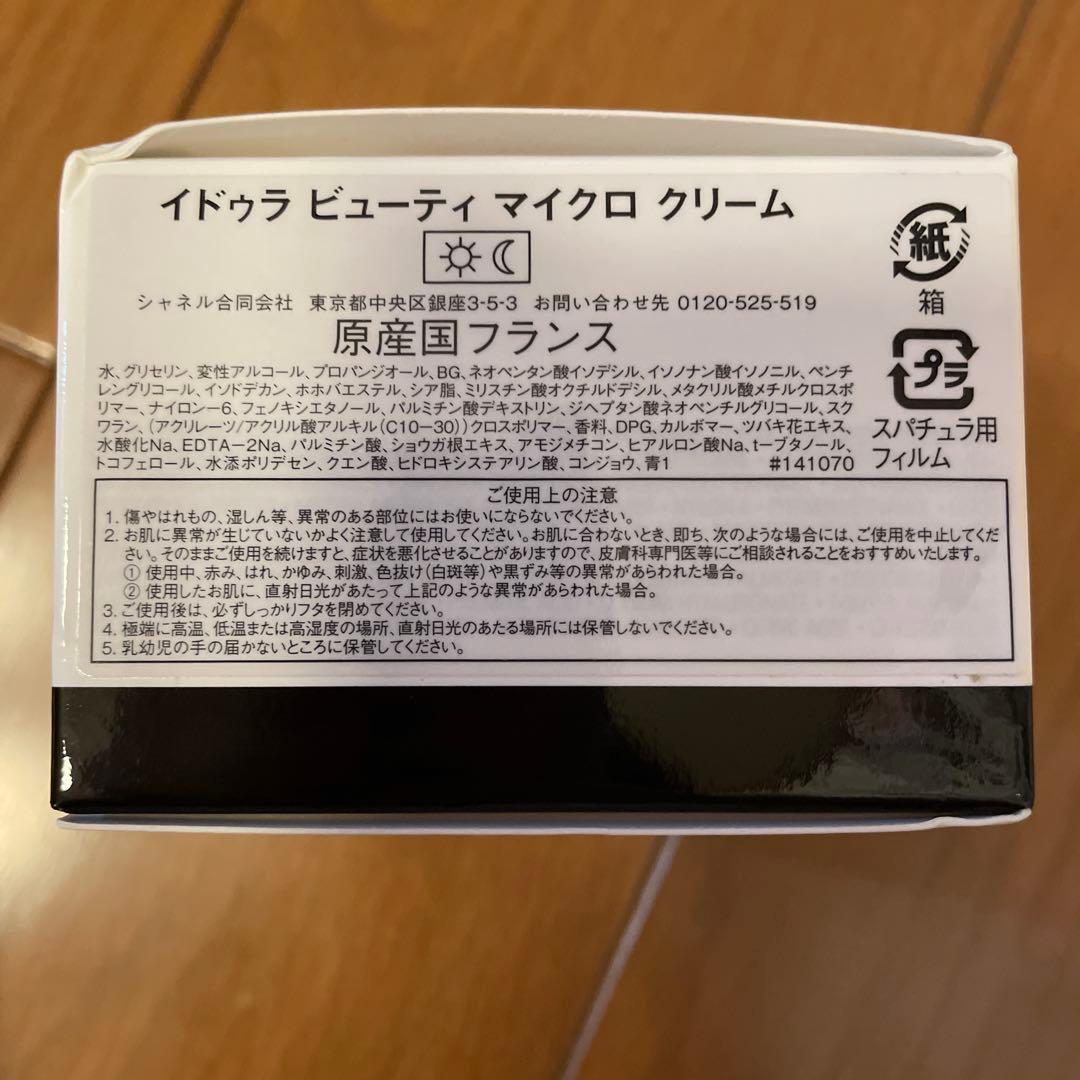 イドゥラ ビューティ マイクロ クリーム
シャネル合同会社 東京都中央区銀座3-5-3 お問い合わせ先 0120-525-519
原産国フランス
水、グリセリン、変性アルコール、プロパンジオール、BG、ネオペンタン酸イソデシル、イソノナン酸イソノニル、ペンチ
レングリコール、イソドデカン、ホホバエステル、シア脂、ミリスチン酸オクチルドデシル、メタクリル酸メチルクロスポ
リマー、ナイロン−6、フェノキシエタノール、パルミチン酸デキストリン、ジヘプタン酸ネオペンチルグリコール、スク
ワラン、(アクリレーツ/アクリル酸アルキル(C10−30))クロスポリマー、香料、DPG、カルボマー、ツバキ花エキス、
水酸化Na、EDTA−2Na、パルミチン酸、ショウガ根エキス、アモジメチコン、ヒアルロン酸Na、t−ブタノール、
トコフェロール、水添ポリデセン、クエン酸、ヒドロキシステアリン酸、コンジョウ、青1 #141070
紙
箱
プラ
スパチュラ用
フィルム
ご使用上の注意
1. 傷やはれもの、湿しん等、異常のある部位にはお使いにならないでください。
2. お肌に異常が生じていないかよく注意して使用してください。お肌に合わないとき、即ち、次のような場合には、ご使用を中止してくだ
さい。そのままご使用を続けますと、症状を悪化させることがありますので、皮膚科専門医等にご相談されることをおすすめいたします。
① 使用中、赤み、はれ、かゆみ、刺激、色抜け(白斑等)や黒ずみ等の異常があらわれた場合。
② 使用したお肌に、直射日光があたって上記のような異常があらわれた場合。
3. ご使用後は、必ずしっかりフタを閉めてください。
4. 極端に高温、低温または高湿度の場所、直射日光のあたる場所には保管しないでください。
5. 乳幼児の手の届かないところに保管してください。